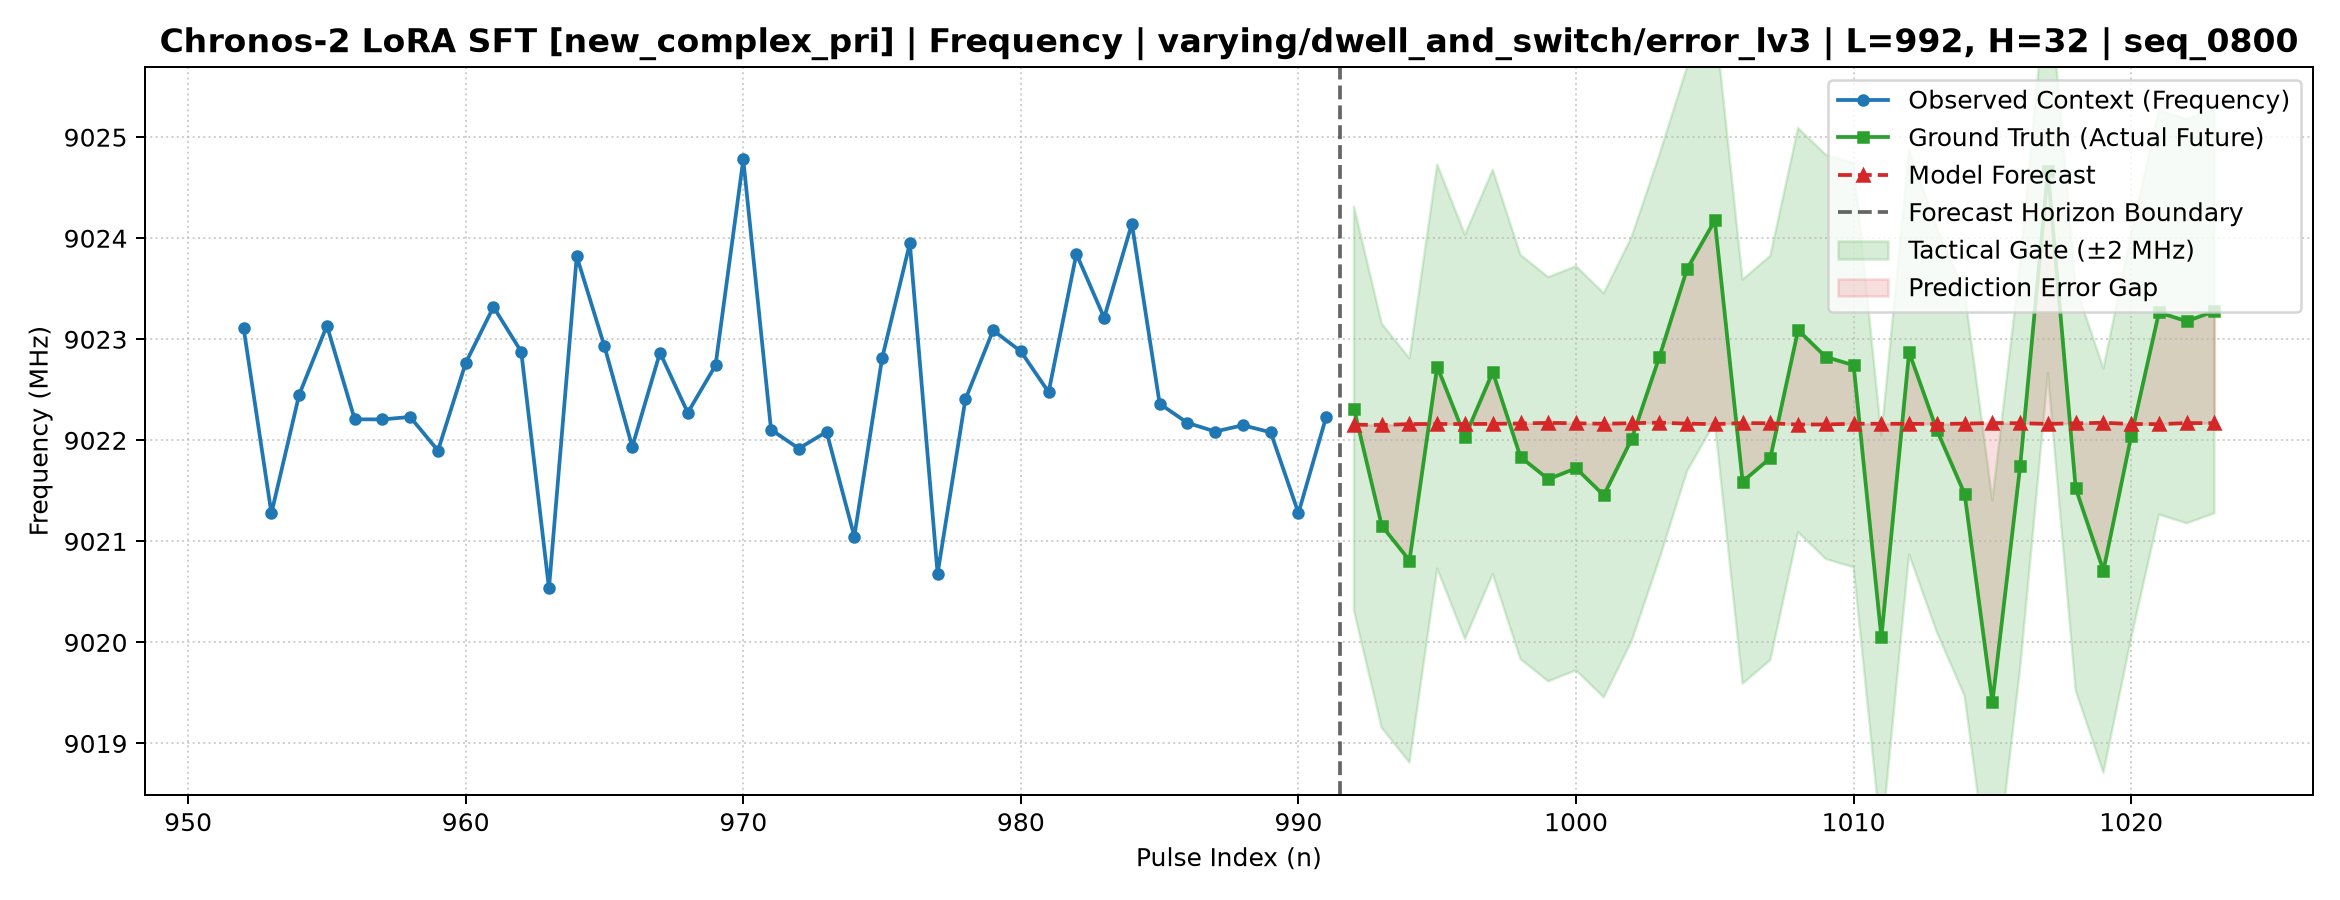 Chronos-2 LoRA SFT [new_complex_pri] | Frequency | varying/dwell_and_switch/error_lv3 | L=992, H=32 | seq_0800
Frequency (MHz)
9025
9024
9023
9022
9021
9020
9019
Observed Context (Frequency)
Ground Truth (Actual Future)
Model Forecast
Forecast Horizon Boundary
Tactical Gate (±2 MHz)
Prediction Error Gap
950 960 970 980 990 1000 1010 1020
Pulse Index (n)